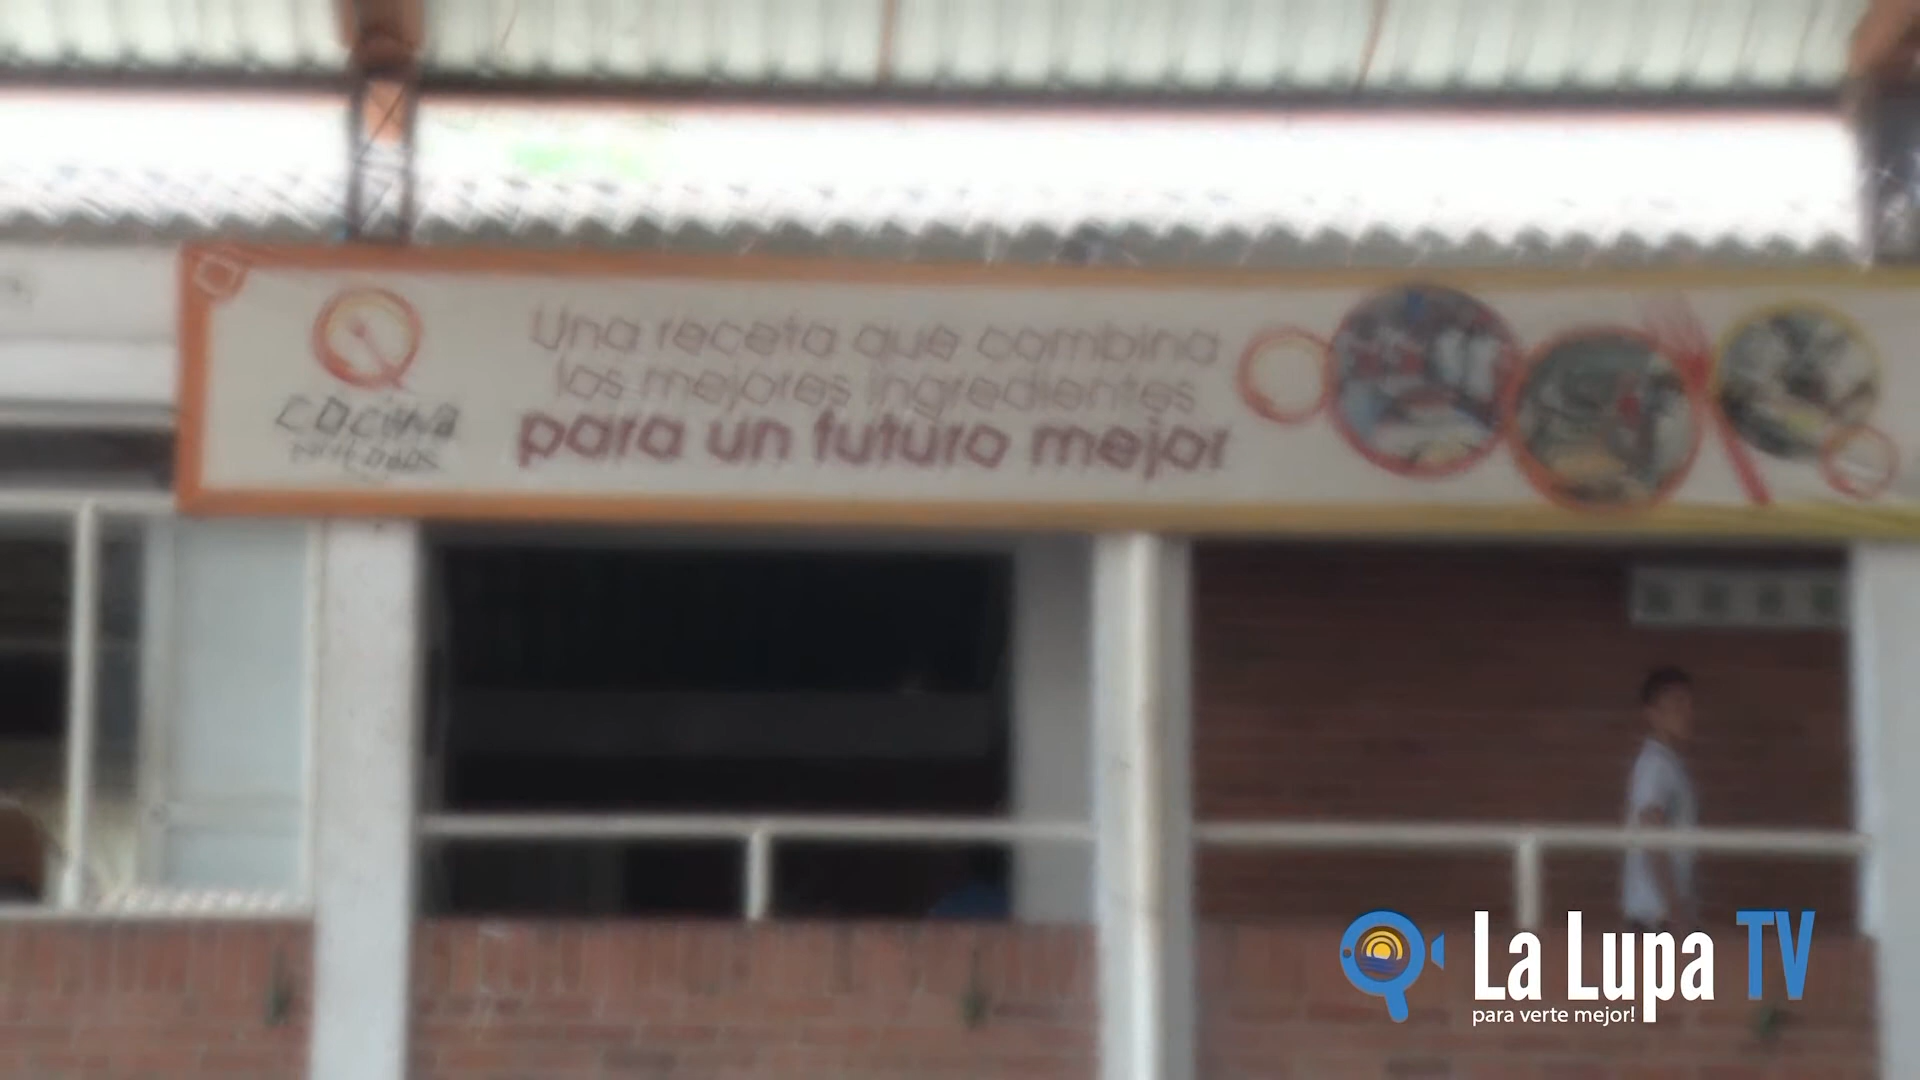 Una receta que combina
los mejores ingredientes
para un futuro mejor
cocina
La Lupa TV
para verte mejor!